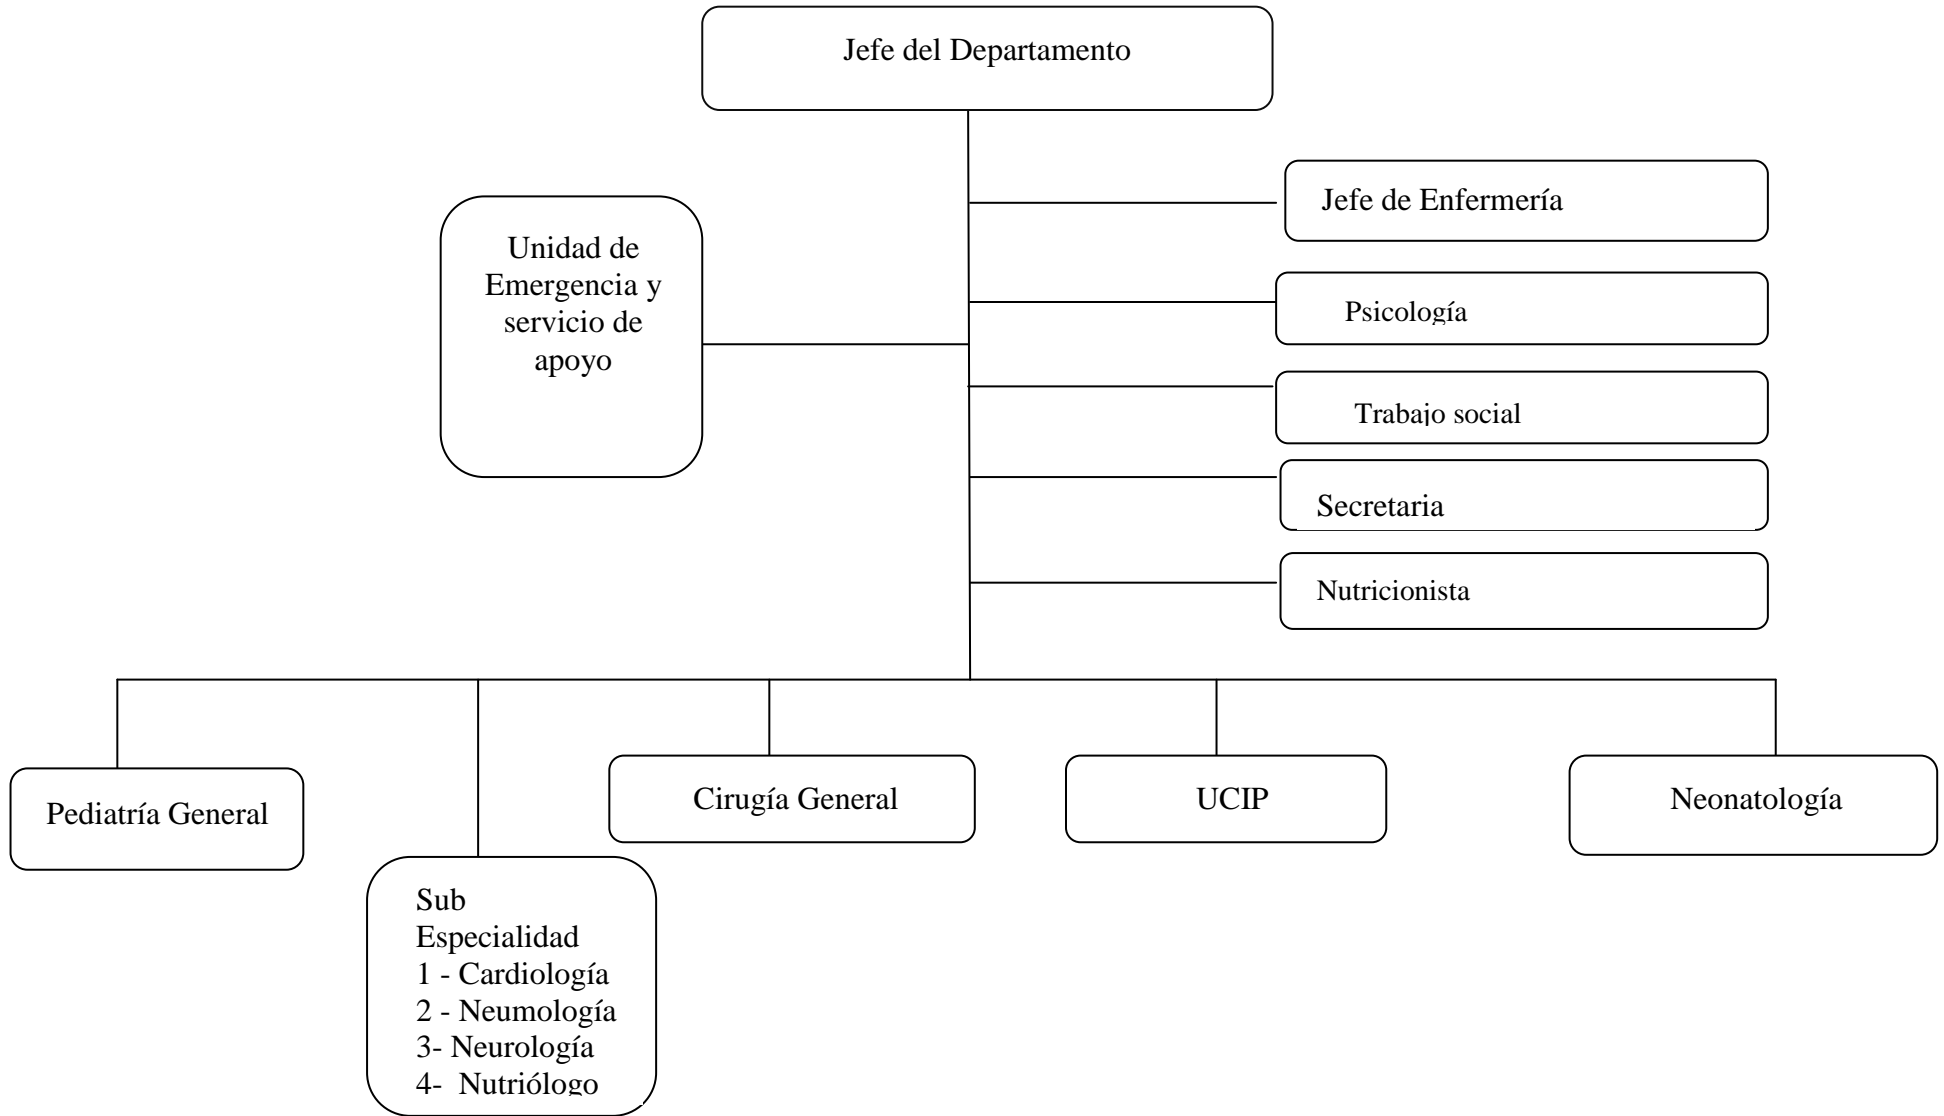 Jefe del Departamento
Jefe de Enfermería
Unidad de
Emergencia y
servicio de
apoyo
Psicología
Trabajo social
Secretaria
Nutricionista
Pediatría General
Cirugía General
UCIP
Neonatología
Sub
Especialidad
1 - Cardiología
2 - Neumología
3- Neurología
4-  Nutriólogo